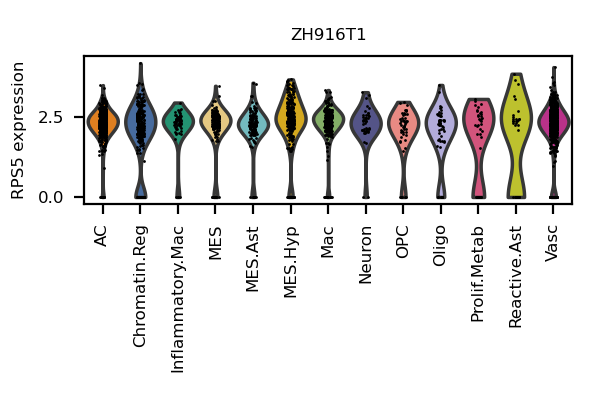 ZH916T1
RPS5 expression
2.5
0.0
AC
Chromatin.Reg
Inflammatory.Mac
MES
MES.Ast
MES.Hyp
Mac
Neuron
OPC
Oligo
Prolif.Metab
Reactive.Ast
Vasc